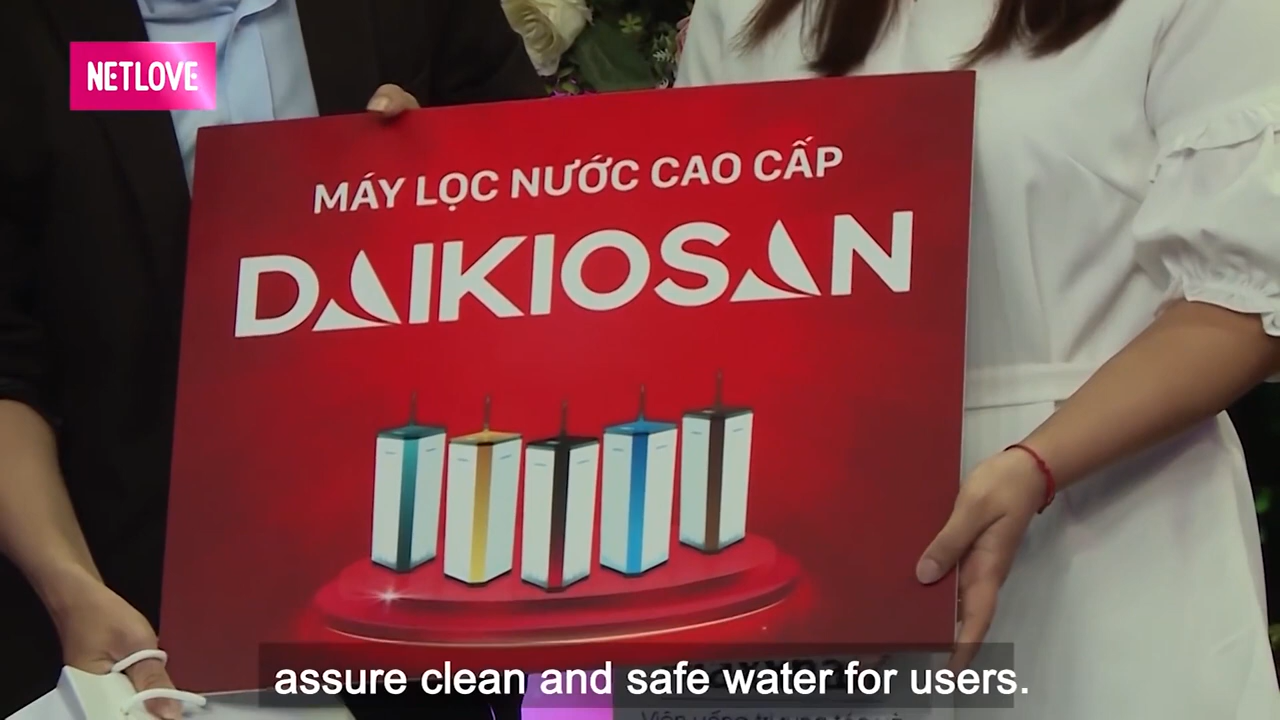 NETLOVE
MÁY LỌC NƯỚC CAO CẤP
DAIKIOSAN
assure clean and safe water for users.